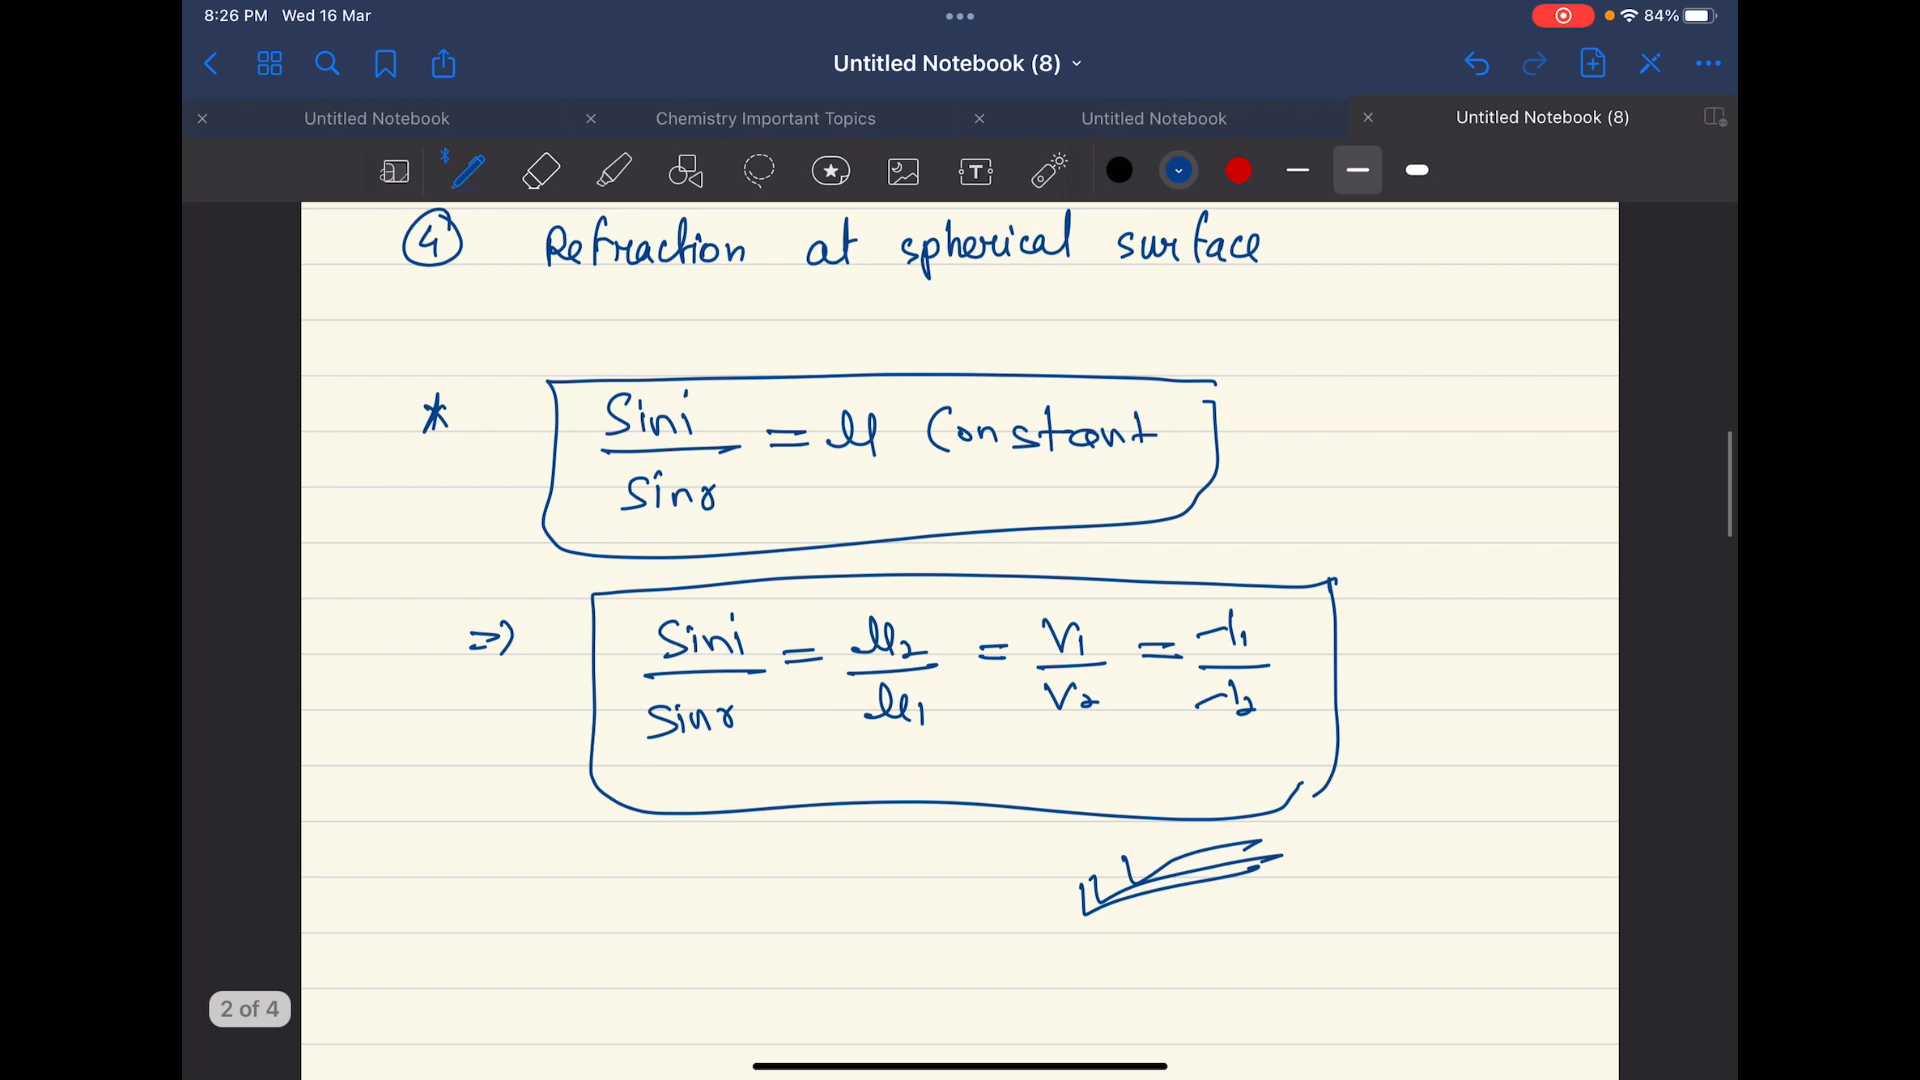 8:26 PM Wed 16 Mar
84%
Untitled Notebook (8)
Untitled Notebook
Chemistry Important Topics
Untitled Notebook
Untitled Notebook (8)
T
④ Refraction at spherical surface
* Sini/Sinr = μ Constant
=> Sini/Sinr = μ2/μ1 = V1/V2 = λ1/λ2
2 of 4